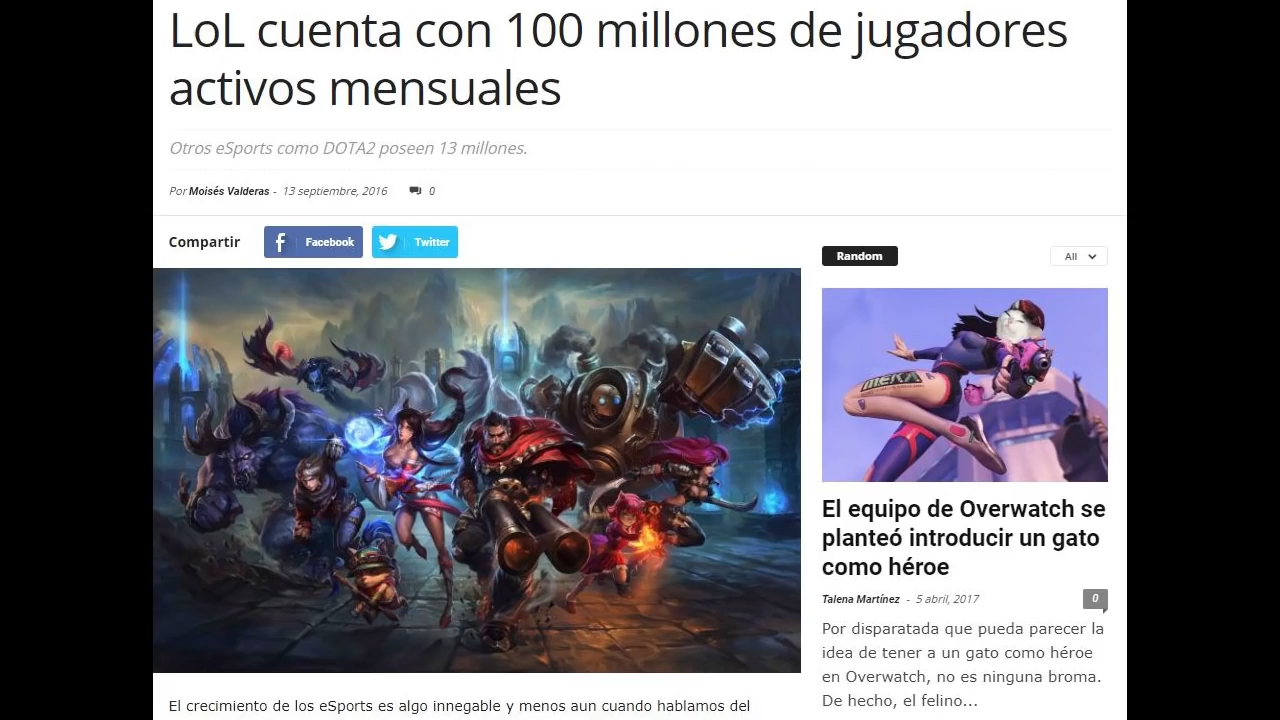 LoL cuenta con 100 millones de jugadores
activos mensuales
Otros eSports como DOTA2 poseen 13 millones.
Por Moisés Valderas - 13 septiembre, 2016 0
Compartir
Facebook
Twitter
El crecimiento de los eSports es algo innegable y menos aun cuando hablamos del
Random
All
MEKA
El equipo de Overwatch se
planteó introducir un gato
como héroe
Talena Martínez - 5 abril, 2017
0
Por disparatada que pueda parecer la
idea de tener a un gato como héroe
en Overwatch, no es ninguna broma.
De hecho, el felino...